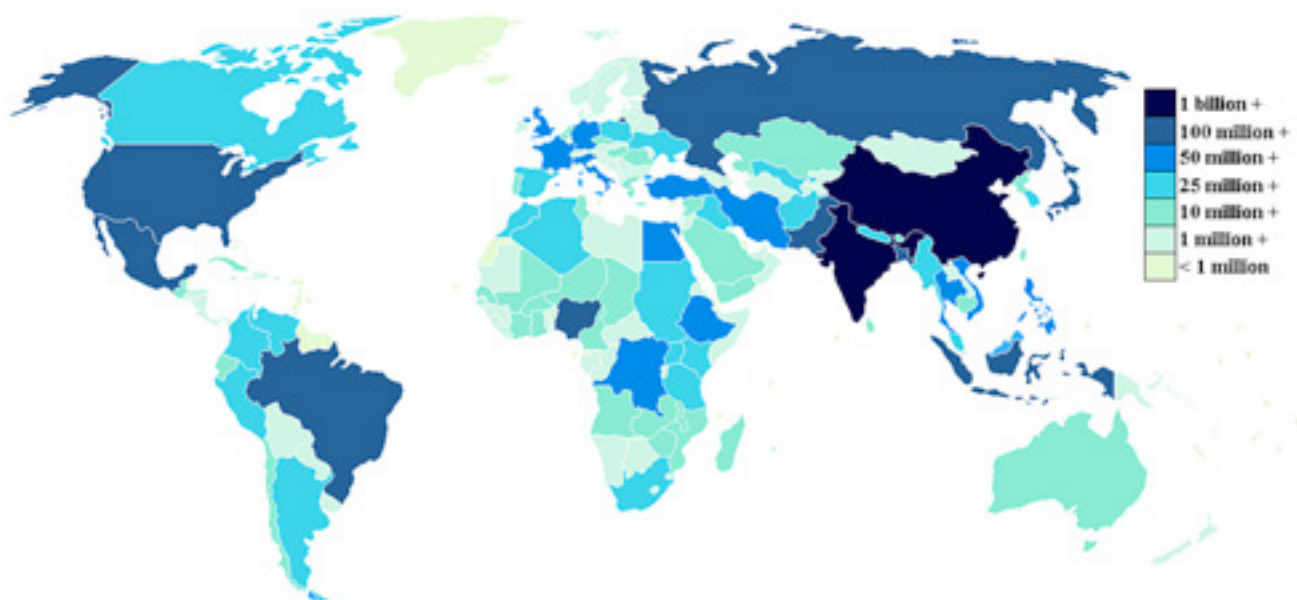 1 billion +
100 million +
50 million +
25 million +
10 million +
1 million +
< 1 million